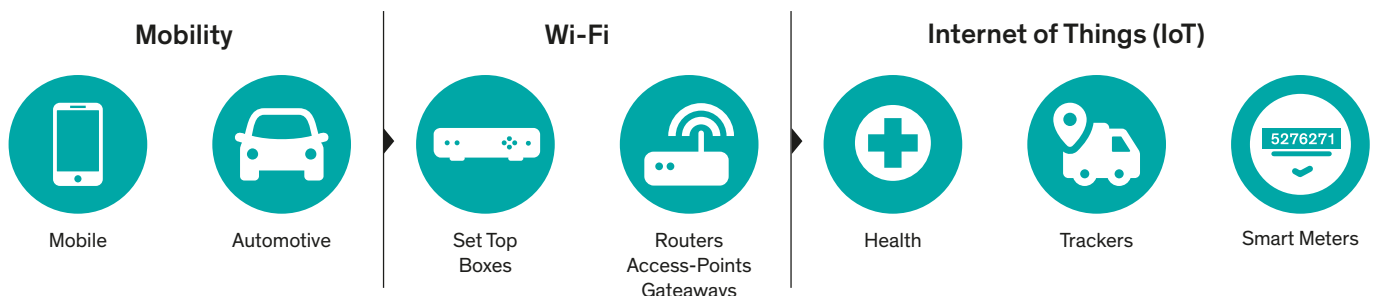 Mobility
Mobile
Automotive
Wi-Fi
Set Top
Boxes
Routers
Access-Points
Gateaways
Internet of Things (IoT)
Health
Trackers
5276271
Smart Meters